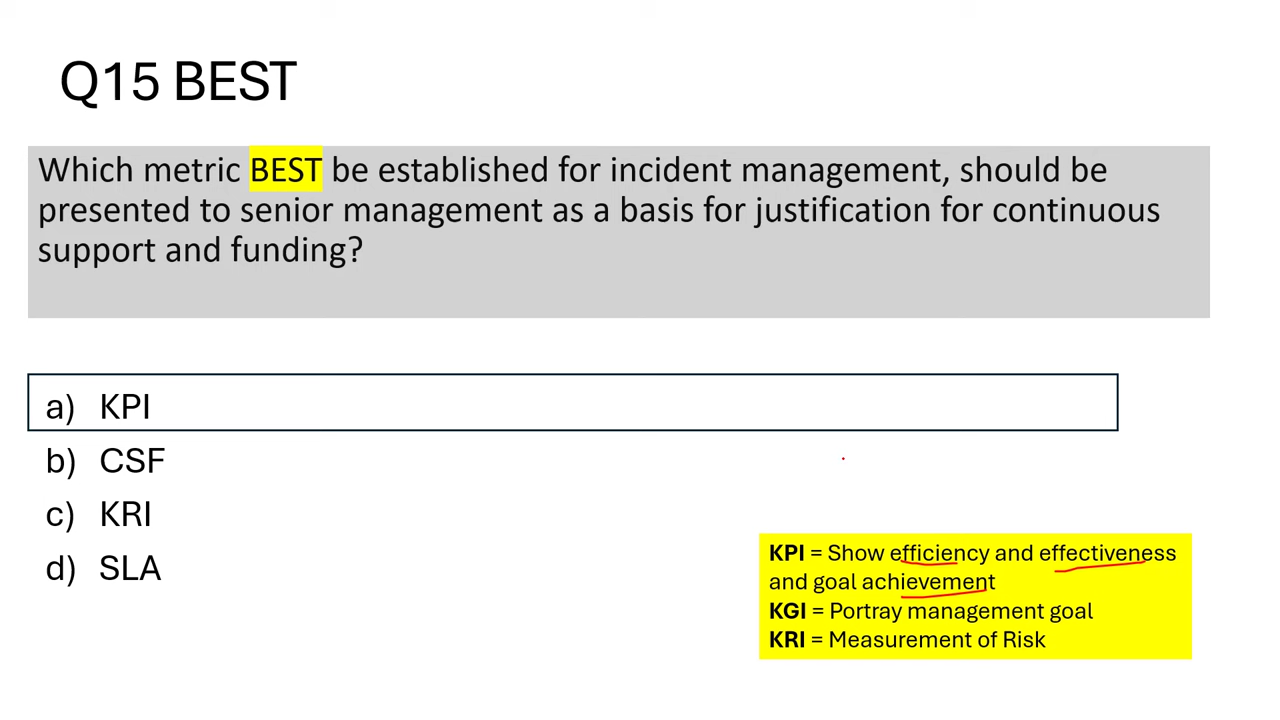 Q15 BEST
Which metric BEST be established for incident management, should be
presented to senior management as a basis for justification for continuous
support and funding?
a) KPI
b) CSF
c) KRI
d) SLA
KPI = Show efficiency and effectiveness
and goal achievement
KGI = Portray management goal
KRI = Measurement of Risk